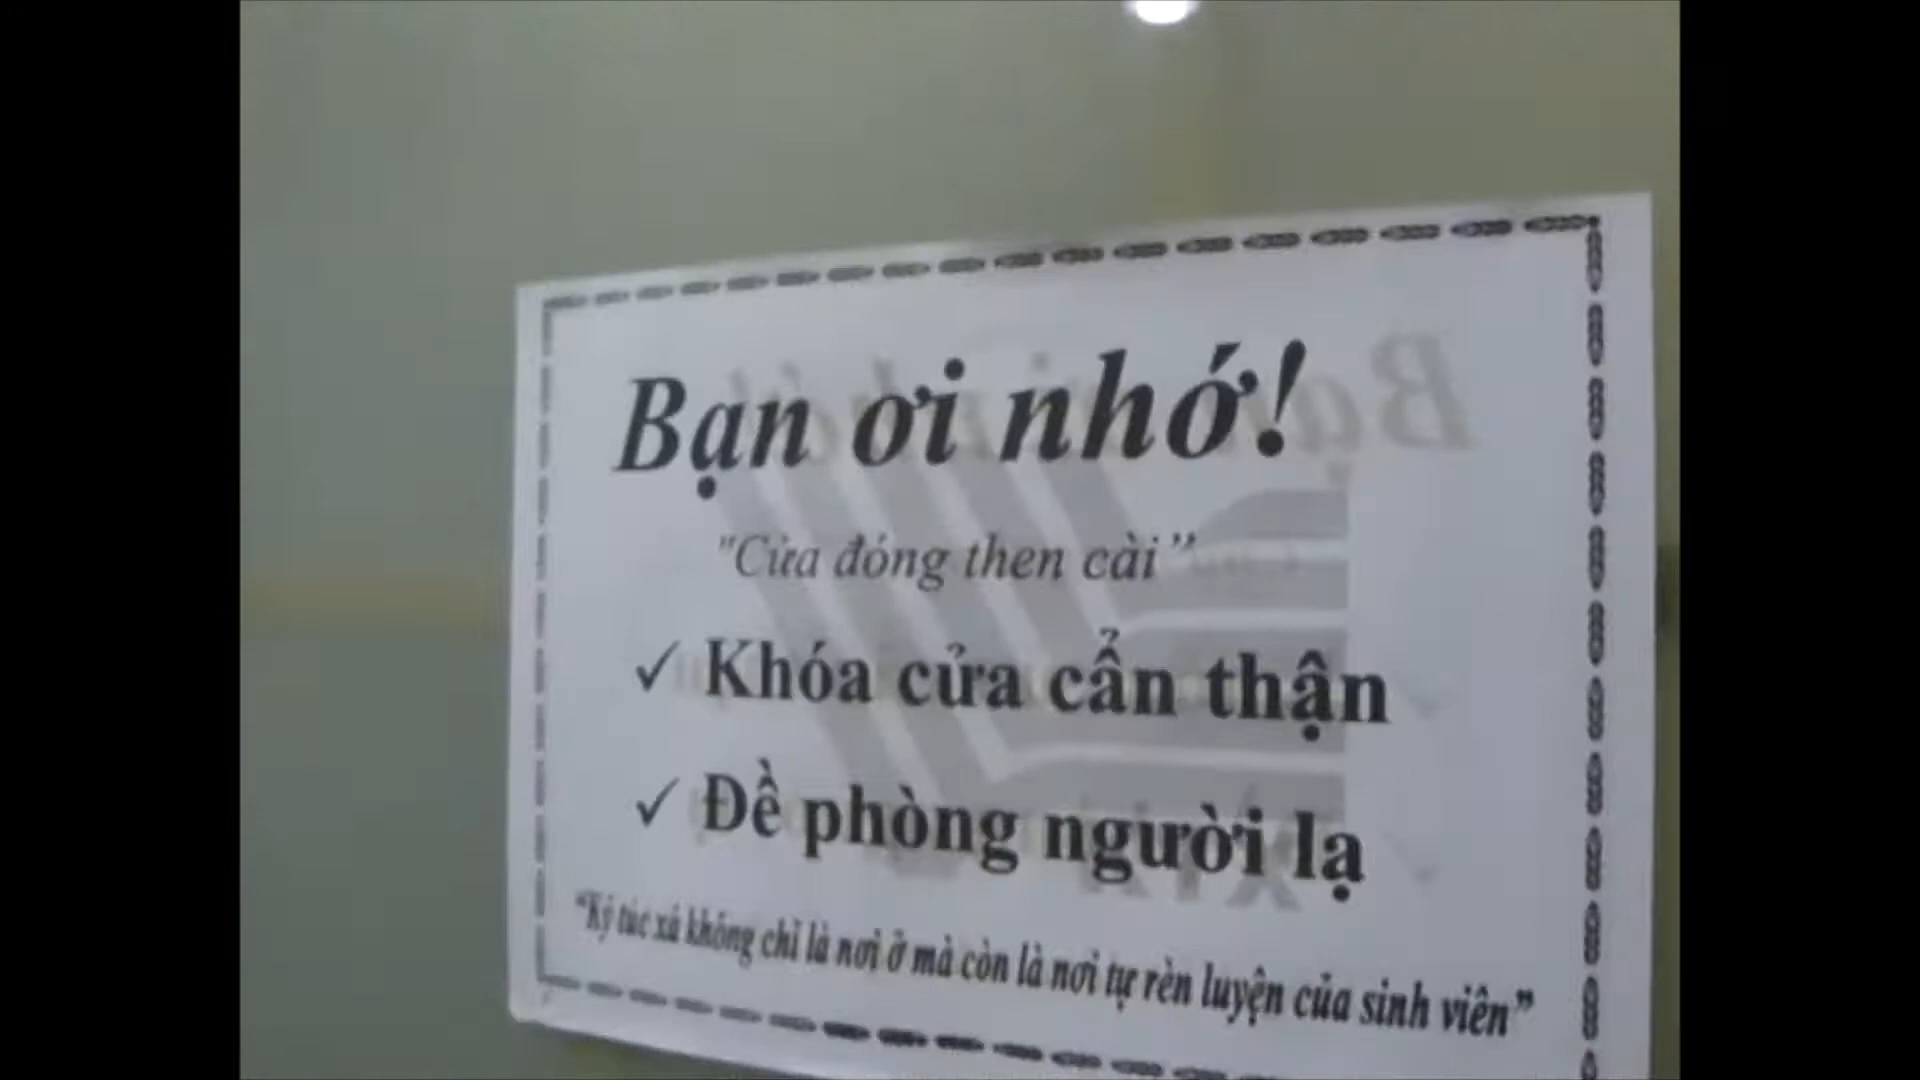 Bạn ơi nhớ!
"Cửa đóng then cài”
✓ Khóa cửa cẩn thận
✓ Đề phòng người lạ
“Ký túc xá không chỉ là nơi ở mà còn là nơi tự rèn luyện của sinh viên”